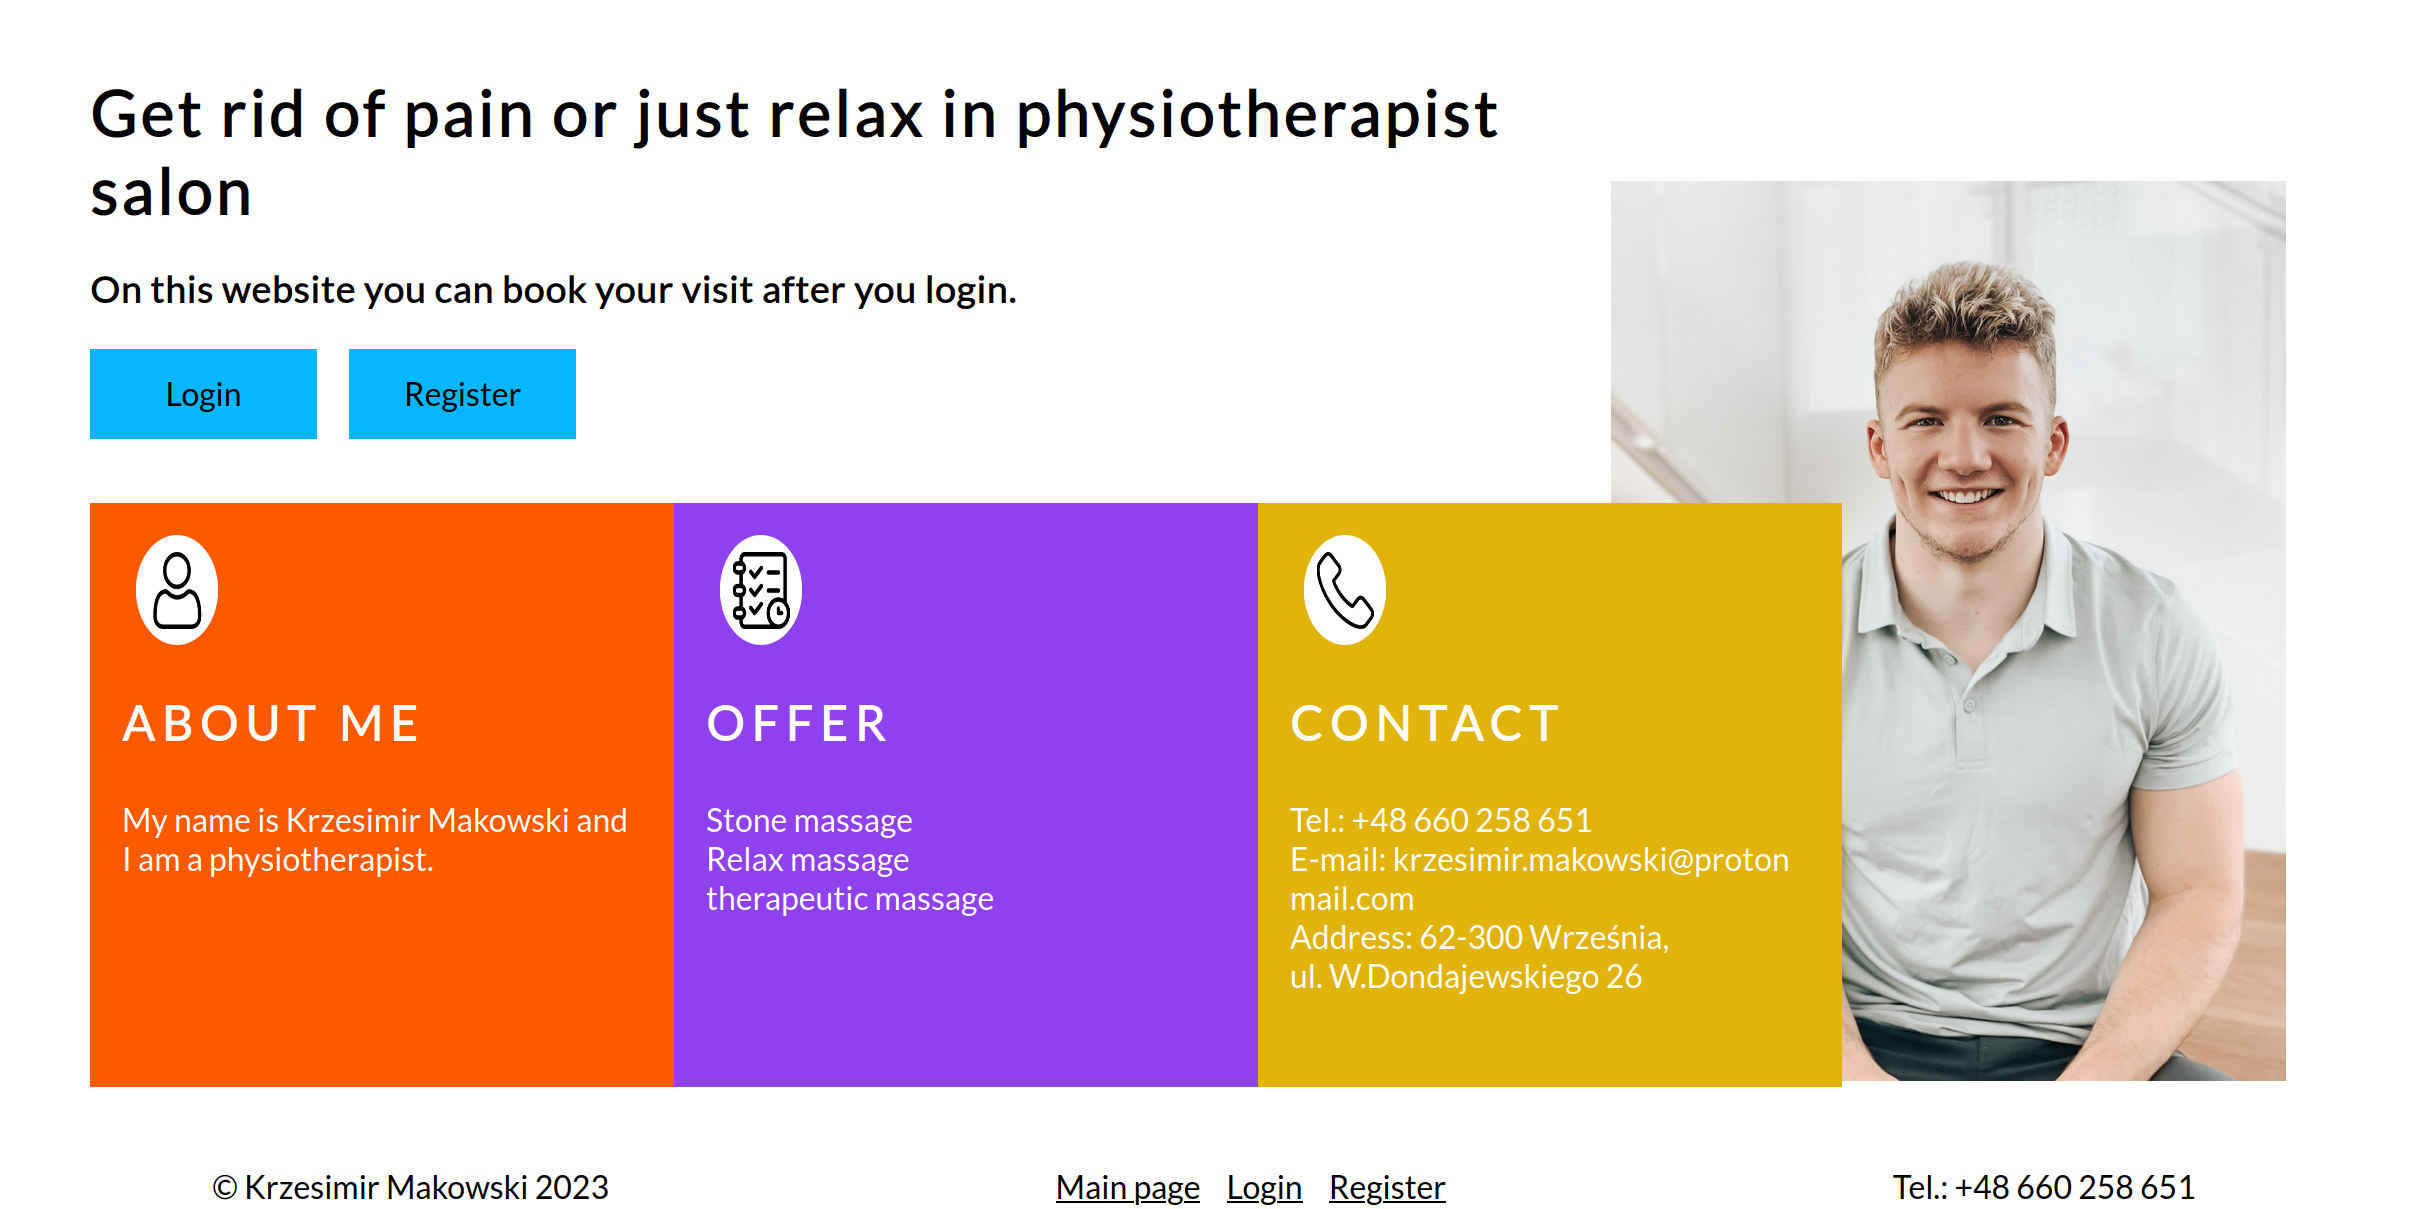 Get rid of pain or just relax in physiotherapist
salon
On this website you can book your visit after you login.
Login
Register
ABOUT ME
My name is Krzesimir Makowski and
I am a physiotherapist.
OFFER
Stone massage
Relax massage
therapeutic massage
CONTACT
Tel.: +48 660 258 651
E-mail: krzesimir.makowski@proton
mail.com
Address: 62-300 Września,
ul. W.Dondajewskiego 26
© Krzesimir Makowski 2023
Main page
Login
Register
Tel.: +48 660 258 651